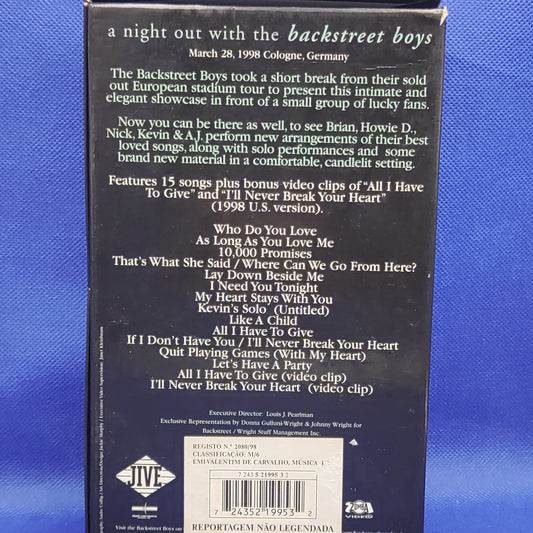 a night out with the backstreet boys
March 28, 1998 Cologne, Germany
The Backstreet Boys took a short break from their sold
out European stadium tour to present this intimate and
elegant showcase in front of a small group of lucky fans.
Now you can be there as well, to see Brian, Howie D.,
Nick, Kevin & A.J. perform new arrangements of their best
loved songs, along with solo performances and some
brand new material in a comfortable, candlelit setting.
Features 15 songs plus bonus video clips of "All I Have
To Give" and "I'll Never Break Your Heart"
(1998 U.S. version).
Who Do You Love
As Long As You Love Me
10,000 Promises
That's What She Said / Where Can We Go From Here?
Lay Down Beside Me
I Need You Tonight
My Heart Stays With You
Kevin's Solo (Untitled)
Like A Child
All I Have To Give
If I Don't Have You / I'll Never Break Your Heart
Quit Playing Games (With My Heart)
Let's Have A Party
All I Have To Give (video clip)
I'll Never Break Your Heart (video clip)
Executive Director: Louis J. Pearlman
Exclusive Representation by Donna Gulluni-Wright & Johnny Wright for
Backstreet / Wright Stuff Management Inc.
REGISTO N.º 2080/98
CLASSIFICAÇÃO: M/6
EMI-VALENTIM DE CARVALHO, MÚSICA
7 243 5 21995 3 2
7 24352 19953 2
REPORTAGEM NÃO LEGENDADA
JIVE
ZOMBA
VIDEO
Visit the Backstreet Boys on